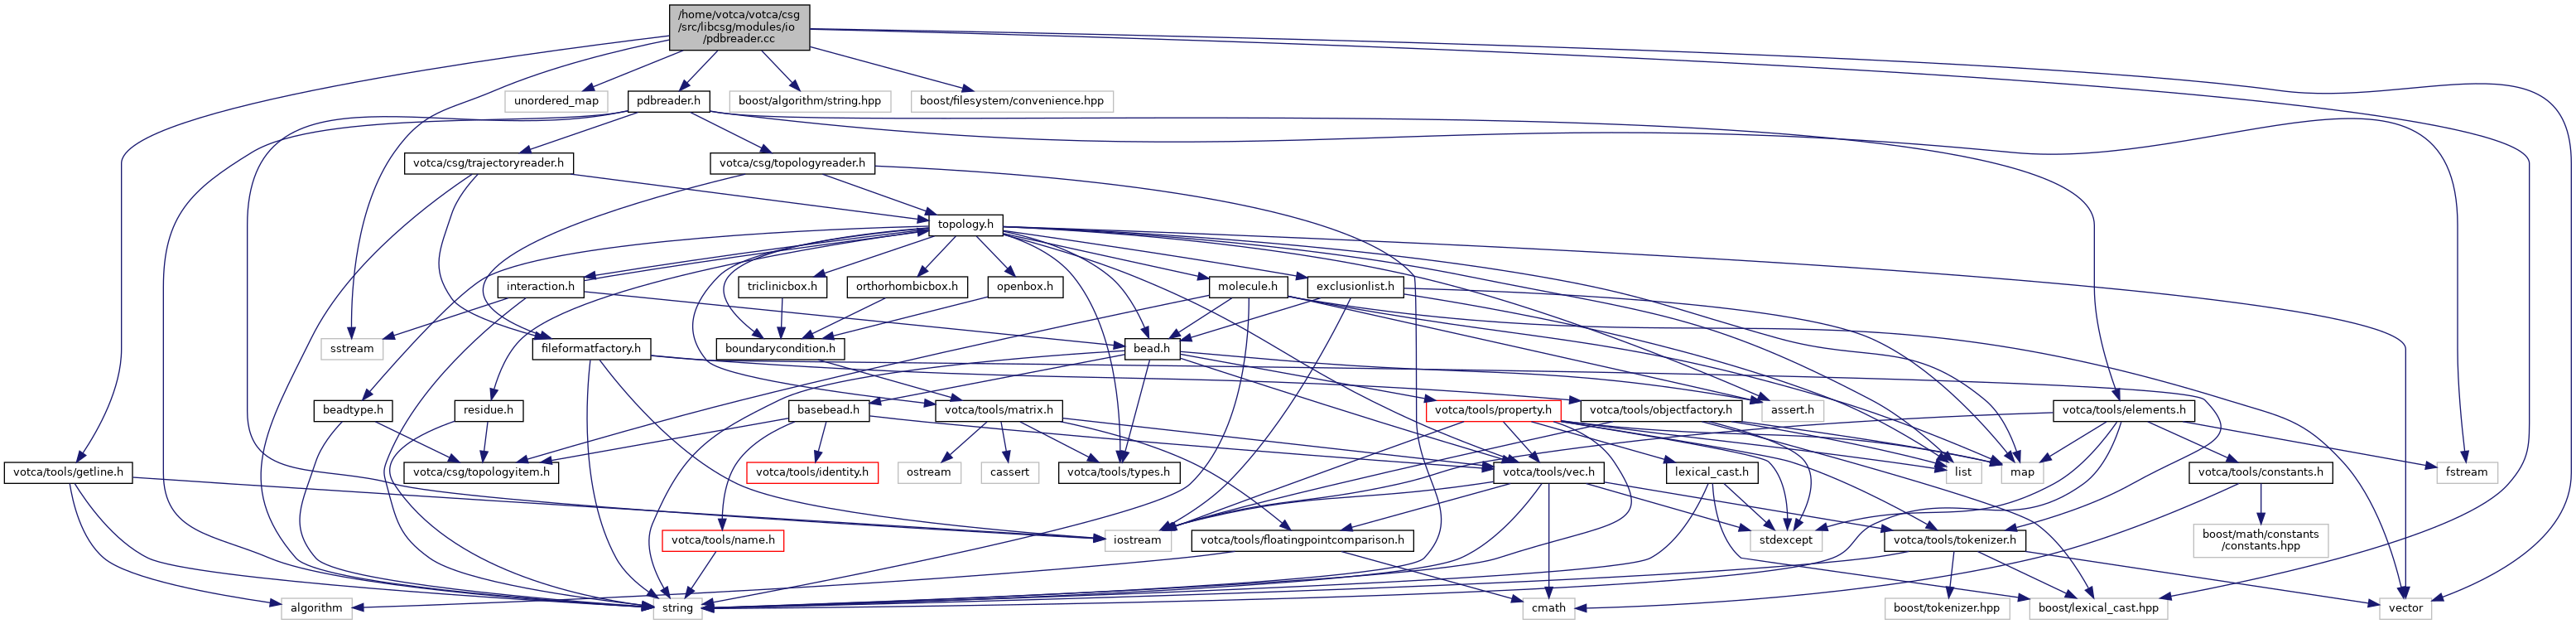 /home/votca/votca/csg
/src/libcsg/modules/io
/pdbreader.cc
unordered_map
pdbreader.h
boost/algorithm/string.hpp
boost/filesystem/convenience.hpp
votca/csg/trajectoryreader.h
votca/csg/topologyreader.h
topology.h
interaction.h
triclinicbox.h
orthorhombicbox.h
openbox.h
molecule.h
exclusionlist.h
sstream
fileformatfactory.h
boundarycondition.h
bead.h
beadtype.h
residue.h
basebead.h
votca/tools/matrix.h
votca/tools/property.h
votca/tools/objectfactory.h
assert.h
votca/tools/elements.h
votca/tools/getline.h
votca/csg/topologyitem.h
votca/tools/identity.h
ostream
cassert
votca/tools/types.h
votca/tools/vec.h
lexical_cast.h
list
map
votca/tools/constants.h
fstream
votca/tools/name.h
iostream
votca/tools/floatingpointcomparison.h
stdexcept
votca/tools/tokenizer.h
boost/math/constants
/constants.hpp
algorithm
string
cmath
boost/tokenizer.hpp
boost/lexical_cast.hpp
vector